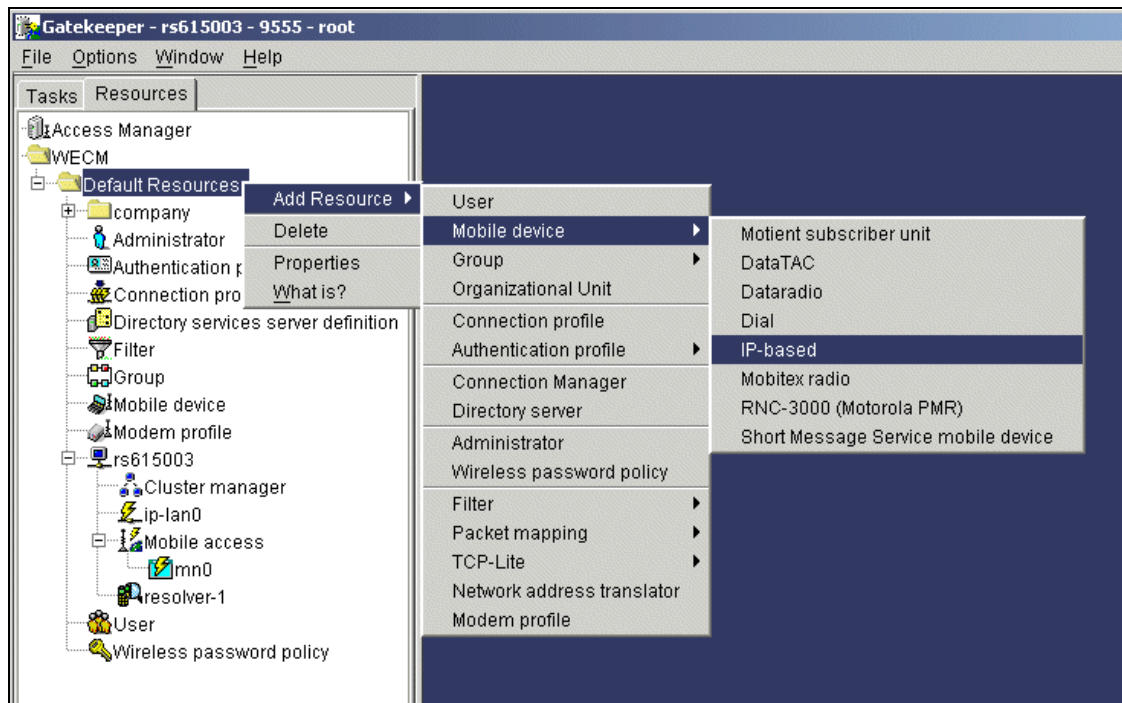 Gatekeeper - rs615003 - 9555 - root
File Options Window Help
Tasks Resources
Access Manager
WECM
Default Resources
company
Administrator
Authentication p
Connection pro
Directory services server definition
Filter
Group
Mobile device
Modem profile
rs615003
Cluster manager
ip-lan0
Mobile access
mn0
resolver-1
User
Wireless password policy
Add Resource
Delete
Properties
What is?
User
Mobile device
Group
Organizational Unit
Connection profile
Authentication profile
Connection Manager
Directory server
Administrator
Wireless password policy
Filter
Packet mapping
TCP-Lite
Network address translator
Modem profile
Motient subscriber unit
DataTAC
Dataradio
Dial
IP-based
Mobitex radio
RNC-3000 (Motorola PMR)
Short Message Service mobile device